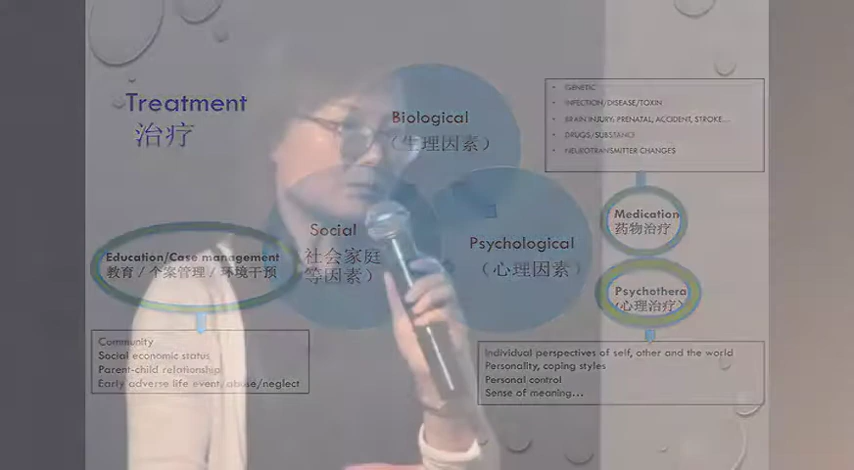 Treatment
治疗
Biological
（生理因素）
• GENETIC
• INFECTION/DISEASE/TOXIN
• BRAIN INJURY: PRENATAL, ACCIDENT, STROKE…
• DRUGS/SUBSTANCE
• NEUROTRANSMITTER CHANGES
Social
（社会家庭
等因素）
Psychological
（心理因素）
Medication
药物治疗
Education/Case management
教育 / 个案管理 / 环境干预
Psychothera
（心理治疗）
Community
Social economic status
Parent-child relationship
Early adverse life event, abuse/neglect
Individual perspectives of self, other and the world
Personality, coping styles
Personal control
Sense of meaning…